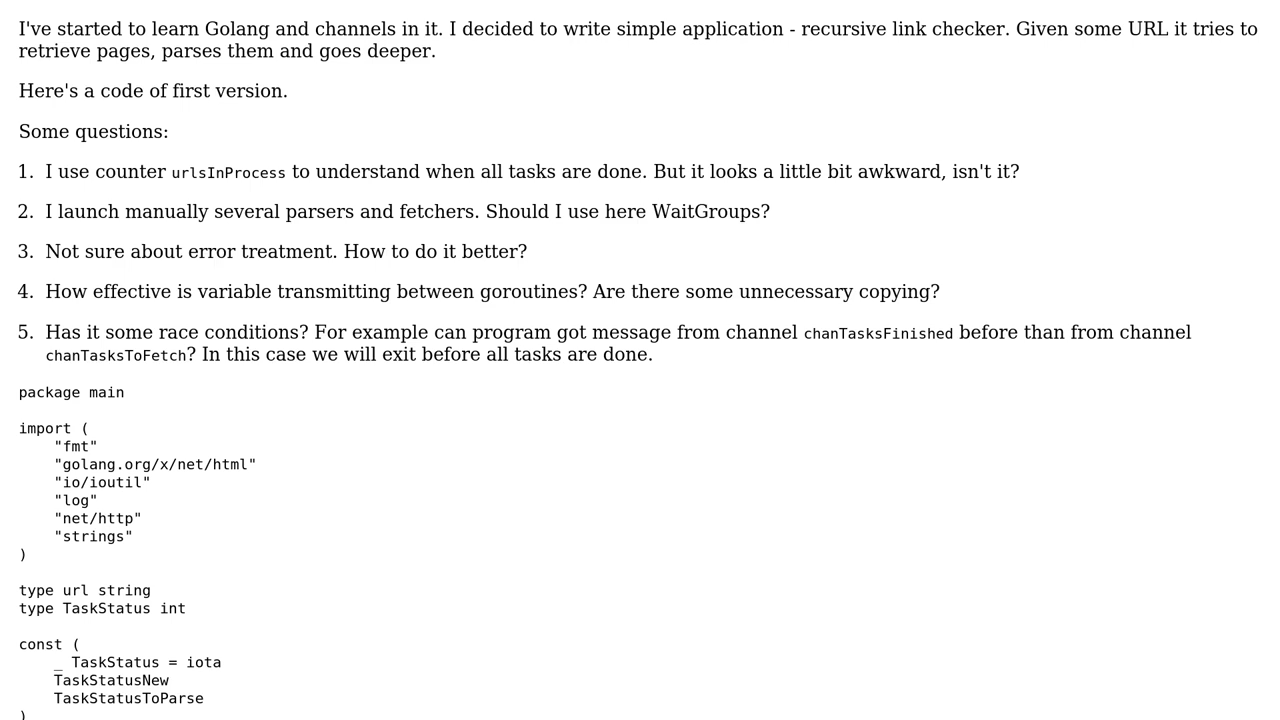 I've started to learn Golang and channels in it. I decided to write simple application - recursive link checker. Given some URL it tries to
retrieve pages, parses them and goes deeper.
Here's a code of first version.
Some questions:
1. I use counter urlsInProcess to understand when all tasks are done. But it looks a little bit awkward, isn't it?
2. I launch manually several parsers and fetchers. Should I use here WaitGroups?
3. Not sure about error treatment. How to do it better?
4. How effective is variable transmitting between goroutines? Are there some unnecessary copying?
5. Has it some race conditions? For example can program got message from channel chanTasksFinished before than from channel
chanTasksToFetch? In this case we will exit before all tasks are done.
package main
import (
    "fmt"
    "golang.org/x/net/html"
    "io/ioutil"
    "log"
    "net/http"
    "strings"
)
type url string
type TaskStatus int
const (
    _ TaskStatus = iota
    TaskStatusNew
    TaskStatusToParse
)